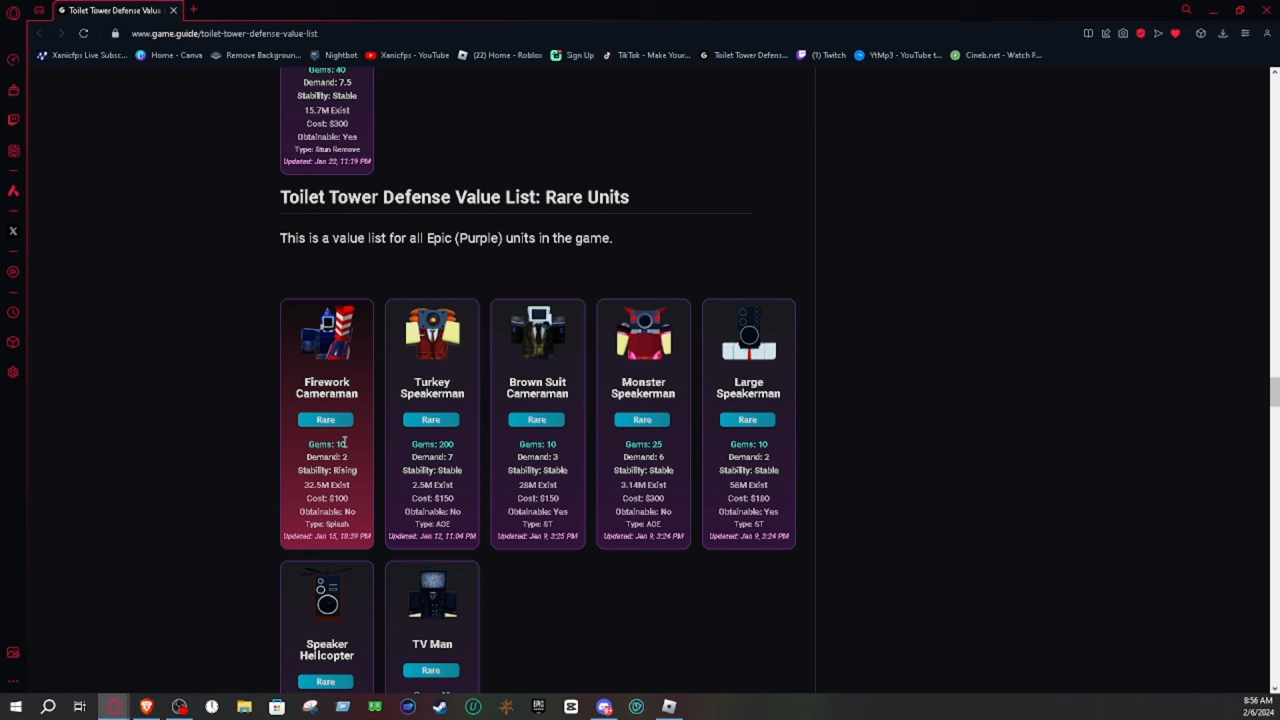 Toilet Tower Defense Value
www.game.guide/toilet-tower-defense-value-list
Xanicfps Live Subsc...
Home - Canva
Remove Backgroun...
Nightbot
Xanicfps - YouTube
(22) Home - Roblox
Sign Up
TikTok - Make Your...
Toilet Tower Defens...
(1) Twitch
YtMp3 - YouTube t...
Cineb.net - Watch F...
Gems: 40
Demand: 7.5
Stability: Stable
15.7M Exist
Cost: $300
Obtainable: Yes
Type: Stun Remove
Updated: Jan 22, 11:19 PM
Toilet Tower Defense Value List: Rare Units
This is a value list for all Epic (Purple) units in the game.
Firework
Cameraman
Rare
Gems: 10
Demand: 2
Stability: Rising
32.5M Exist
Cost: $100
Obtainable: No
Type: Splash
Updated: Jan 15, 10:39 PM
Turkey
Speakerman
Rare
Gems: 200
Demand: 7
Stability: Stable
2.5M Exist
Cost: $150
Obtainable: No
Type: AOE
Updated: Jan 12, 11:04 PM
Brown Suit
Cameraman
Rare
Gems: 10
Demand: 3
Stability: Stable
28M Exist
Cost: $150
Obtainable: Yes
Type: ST
Updated: Jan 9, 3:25 PM
Monster
Speakerman
Rare
Gems: 25
Demand: 6
Stability: Stable
3.14M Exist
Cost: $300
Obtainable: No
Type: AOE
Updated: Jan 9, 3:24 PM
Large
Speakerman
Rare
Gems: 10
Demand: 2
Stability: Stable
58M Exist
Cost: $180
Obtainable: Yes
Type: ST
Updated: Jan 9, 3:24 PM
Speaker
Helicopter
Rare
TV Man
Rare
8:56 AM
2/6/2024